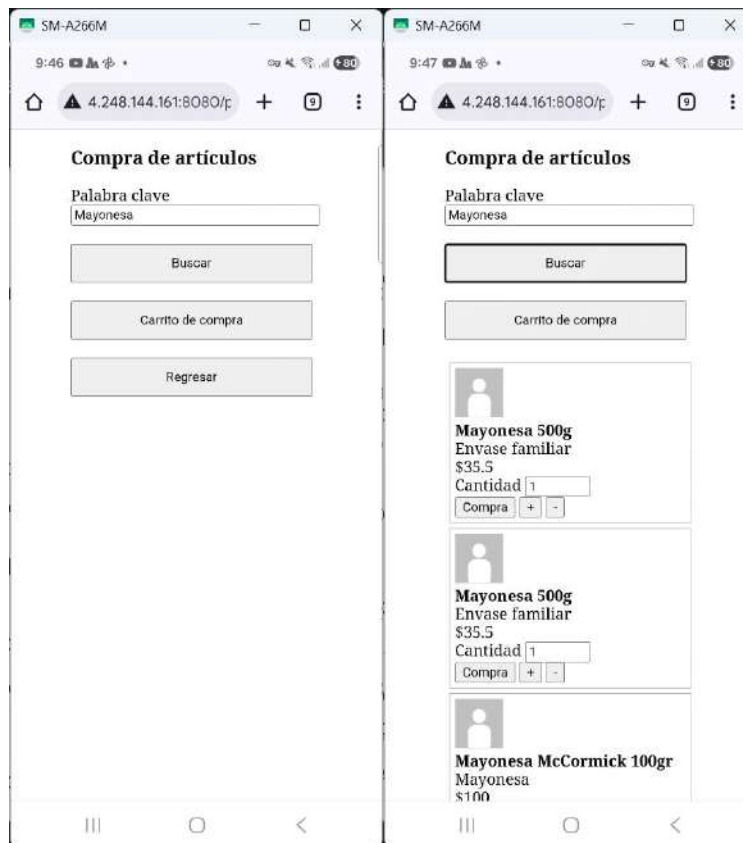 SM-A266M
9:46
80
4.248.144.161:8080/p
9
Compra de artículos
Palabra clave
Mayonesa
Buscar
Carrito de compra
Regresar
SM-A266M
9:47
80
4.248.144.161:8080/p
9
Compra de artículos
Palabra clave
Mayonesa
Buscar
Carrito de compra
Mayonesa 500g
Envase familiar
$35.5
Cantidad 1
Compra + -
Mayonesa 500g
Envase familiar
$35.5
Cantidad 1
Compra + -
Mayonesa McCormick 100gr
Mayonesa
$100